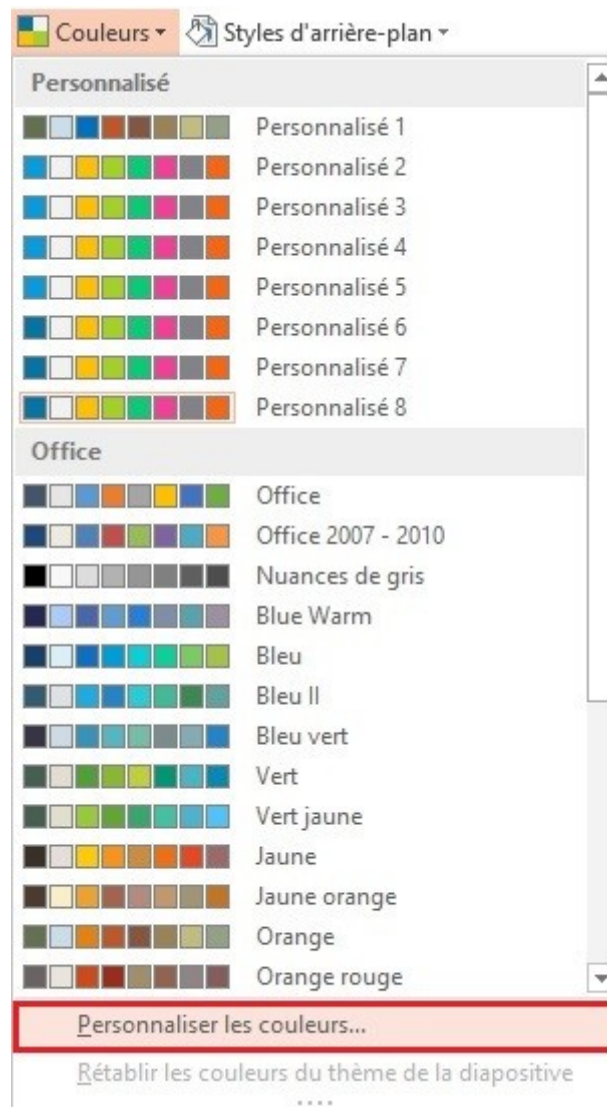 Couleurs Styles d'arrière-plan
Personnalisé
Personnalisé 1
Personnalisé 2
Personnalisé 3
Personnalisé 4
Personnalisé 5
Personnalisé 6
Personnalisé 7
Personnalisé 8
Office
Office
Office 2007 - 2010
Nuances de gris
Blue Warm
Bleu
Bleu II
Bleu vert
Vert
Vert jaune
Jaune
Jaune orange
Orange
Orange rouge
Personnaliser les couleurs...
Rétablir les couleurs du thème de la diapositive